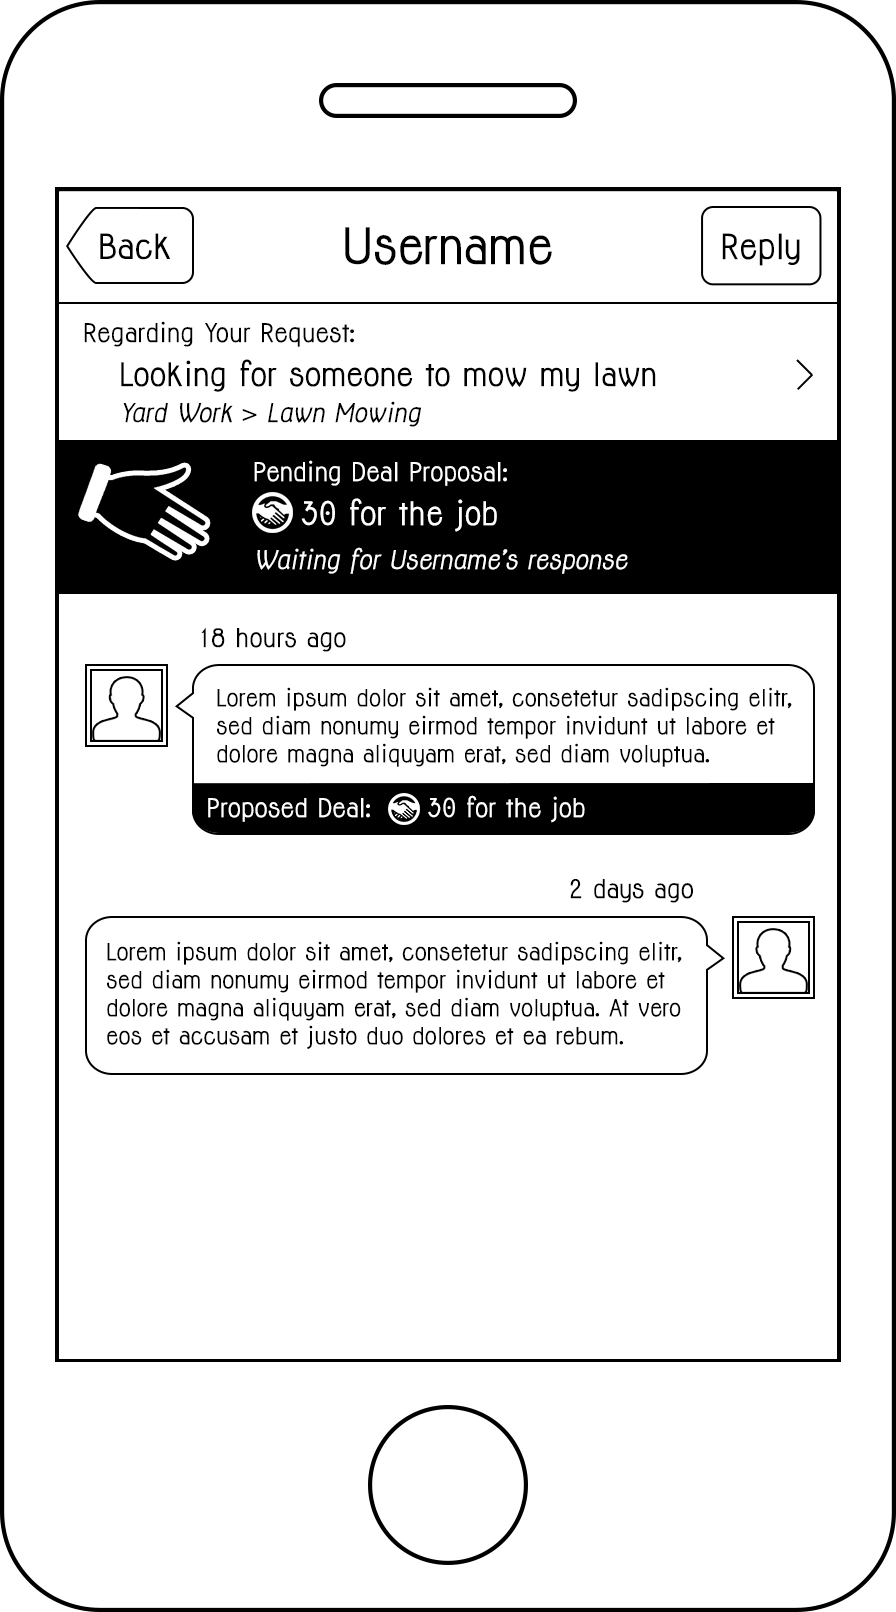 Back
Username
Reply
Regarding Your Request:
Looking for someone to mow my lawn
Yard Work > Lawn Mowing
Pending Deal Proposal:
30 for the job
Waiting for Username's response
18 hours ago
Lorem ipsum dolor sit amet, consetetur sadipscing elitr,
sed diam nonumy eirmod tempor invidunt ut labore et
dolore magna aliquyam erat, sed diam voluptua.
Proposed Deal: 30 for the job
2 days ago
Lorem ipsum dolor sit amet, consetetur sadipscing elitr,
sed diam nonumy eirmod tempor invidunt ut labore et
dolore magna aliquyam erat, sed diam voluptua. At vero
eos et accusam et justo duo dolores et ea rebum.